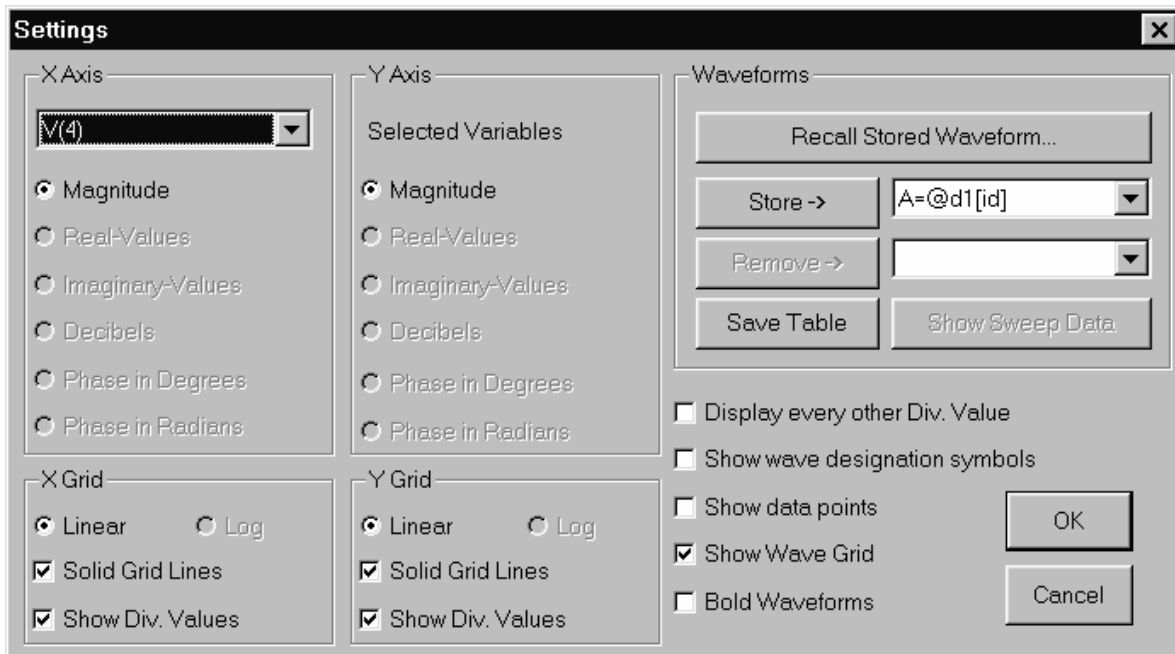 Settings
X Axis
V(4)
Magnitude
Real-Values
Imaginary-Values
Decibels
Phase in Degrees
Phase in Radians
Y Axis
Selected Variables
Magnitude
Real-Values
Imaginary-Values
Decibels
Phase in Degrees
Phase in Radians
Waveforms
Recall Stored Waveform...
Store -> A=@d1[id]
Remove ->
Save Table Show Sweep Data
X Grid
Linear Log
Solid Grid Lines
Show Div. Values
Y Grid
Linear Log
Solid Grid Lines
Show Div. Values
Display every other Div. Value
Show wave designation symbols
Show data points
Show Wave Grid
Bold Waveforms
OK
Cancel